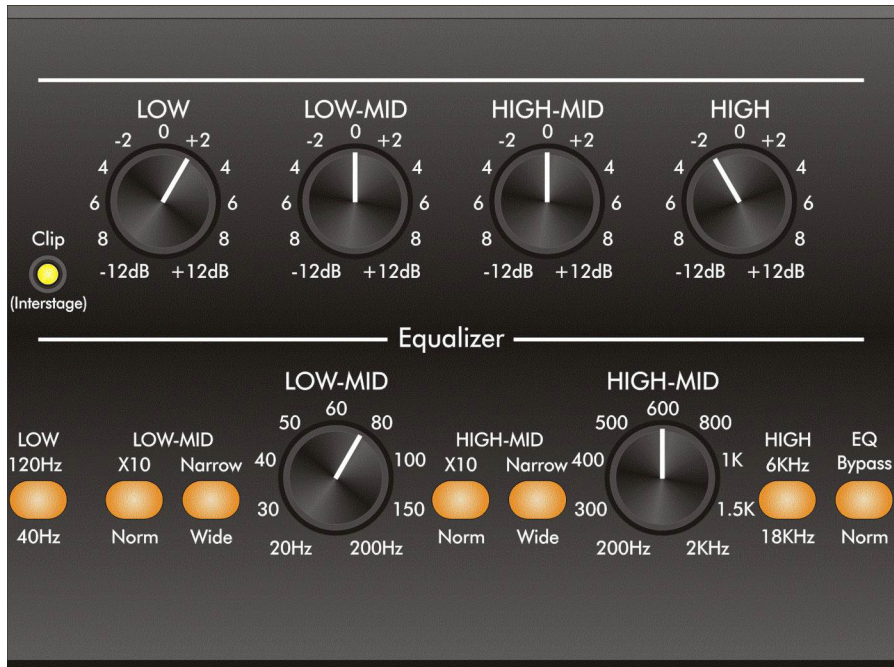 LOW LOW-MID HIGH-MID HIGH
-2 0 +2 -2 0 +2 -2 0 +2 -2 0 +2
4 4 4 4 4 4 4 4
6 6 6 6 6 6 6 6
Clip 8 8 8 8 8 8 8 8
-12dB +12dB -12dB +12dB -12dB +12dB -12dB +12dB
(Interstage)
Equalizer
LOW-MID HIGH-MID
50 60 80 500 600 800
LOW LOW-MID HIGH-MID HIGH EQ
120Hz X10 Narrow 40 100 X10 Narrow 400 1K 6KHz Bypass
30 150 300 1.5K
40Hz Norm Wide 20Hz 200Hz Norm Wide 200Hz 2KHz 18KHz Norm